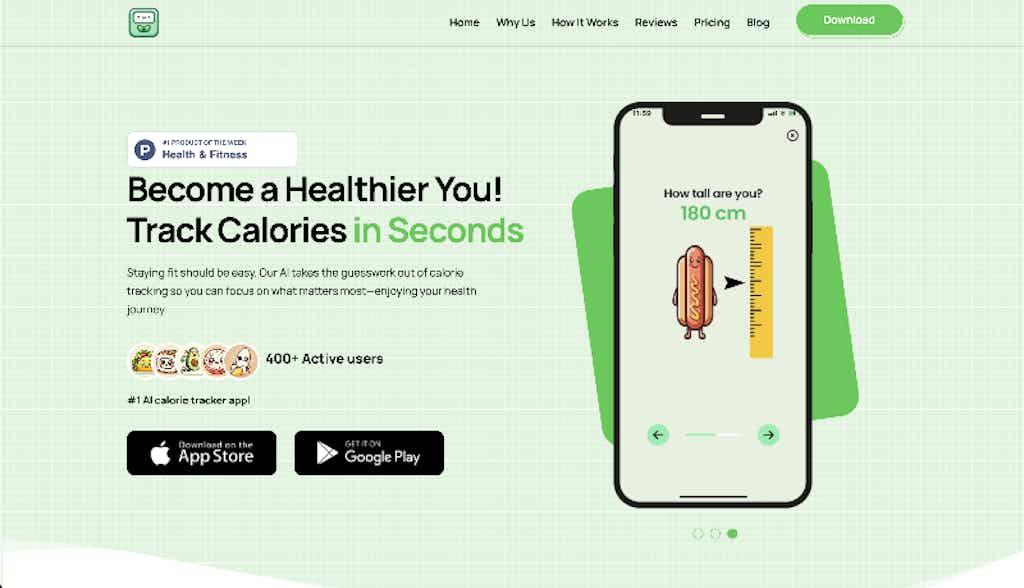 Home Why Us How It Works Reviews Pricing Blog Download
P #1 PRODUCT OF THE WEEK
Health & Fitness
Become a Healthier You!
Track Calories in Seconds
Staying fit should be easy. Our AI takes the guesswork out of calorie
tracking so you can focus on what matters most—enjoying your health
journey.
400+ Active users
#1 AI calorie tracker app!
Download on the
App Store
GET IT ON
Google Play
11:59
How tall are you?
180 cm